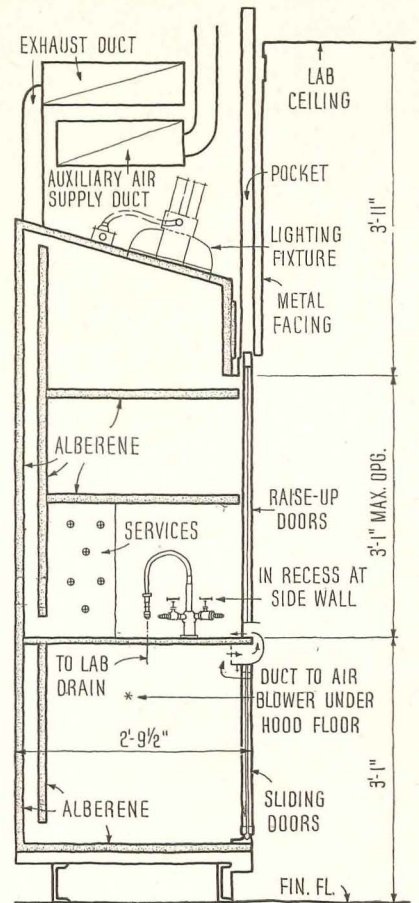 EXHAUST DUCT
LAB
CEILING
AUXILIARY AIR
SUPPLY DUCT
POCKET
3'-11"
LIGHTING
FIXTURE
METAL
FACING
ALBERENE
3'-1" MAX. OPG.
RAISE-UP
DOORS
SERVICES
IN RECESS AT
SIDE WALL
TO LAB
DRAIN
*
DUCT TO AIR
BLOWER UNDER
HOOD FLOOR
2'-9½"
3'-1"
ALBERENE
SLIDING
DOORS
FIN. FL.